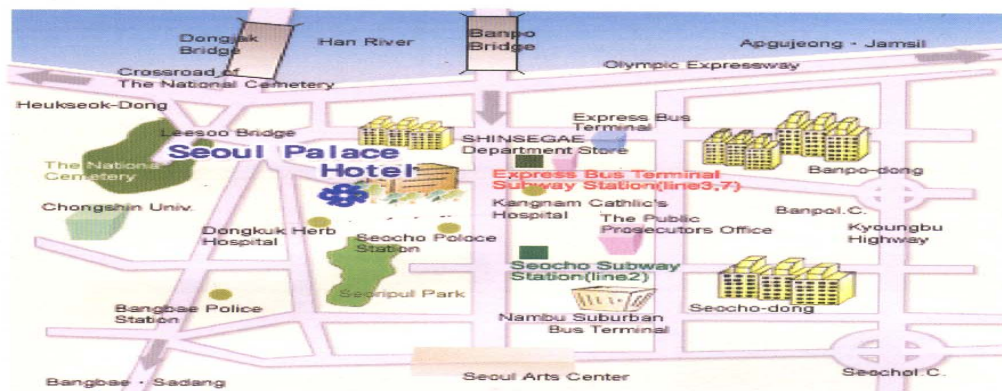 Dongjak
Bridge
Han River
Banpo
Bridge
Apgujeong · Jamsil
Olympic Expressway
Crossroad of
The National Cemetery
Heukseok-Dong
Leesoo Bridge
SHINSEGAE
Department Store
Express Bus
Terminal
Seoul Palace
Hotel
The National
Cemetery
Express Bus Terminal
Subway Station(line3,7)
Banpo-dong
Chongshin Univ.
Kangnam Cathlic's
Hospital
BanpoI.C.
Dongkuk Herb
Hospital
Seocho Poloce
Station
The Public
Prosecutors Office
Kyoungbu
Highway
Seocho Subway
Station(line2)
Seoripul Park
Bangbae Police
Station
Nambu Suburban
Bus Terminal
Seocho-dong
Bangbae · Sadang
Seoul Arts Center
SeochoI.C.